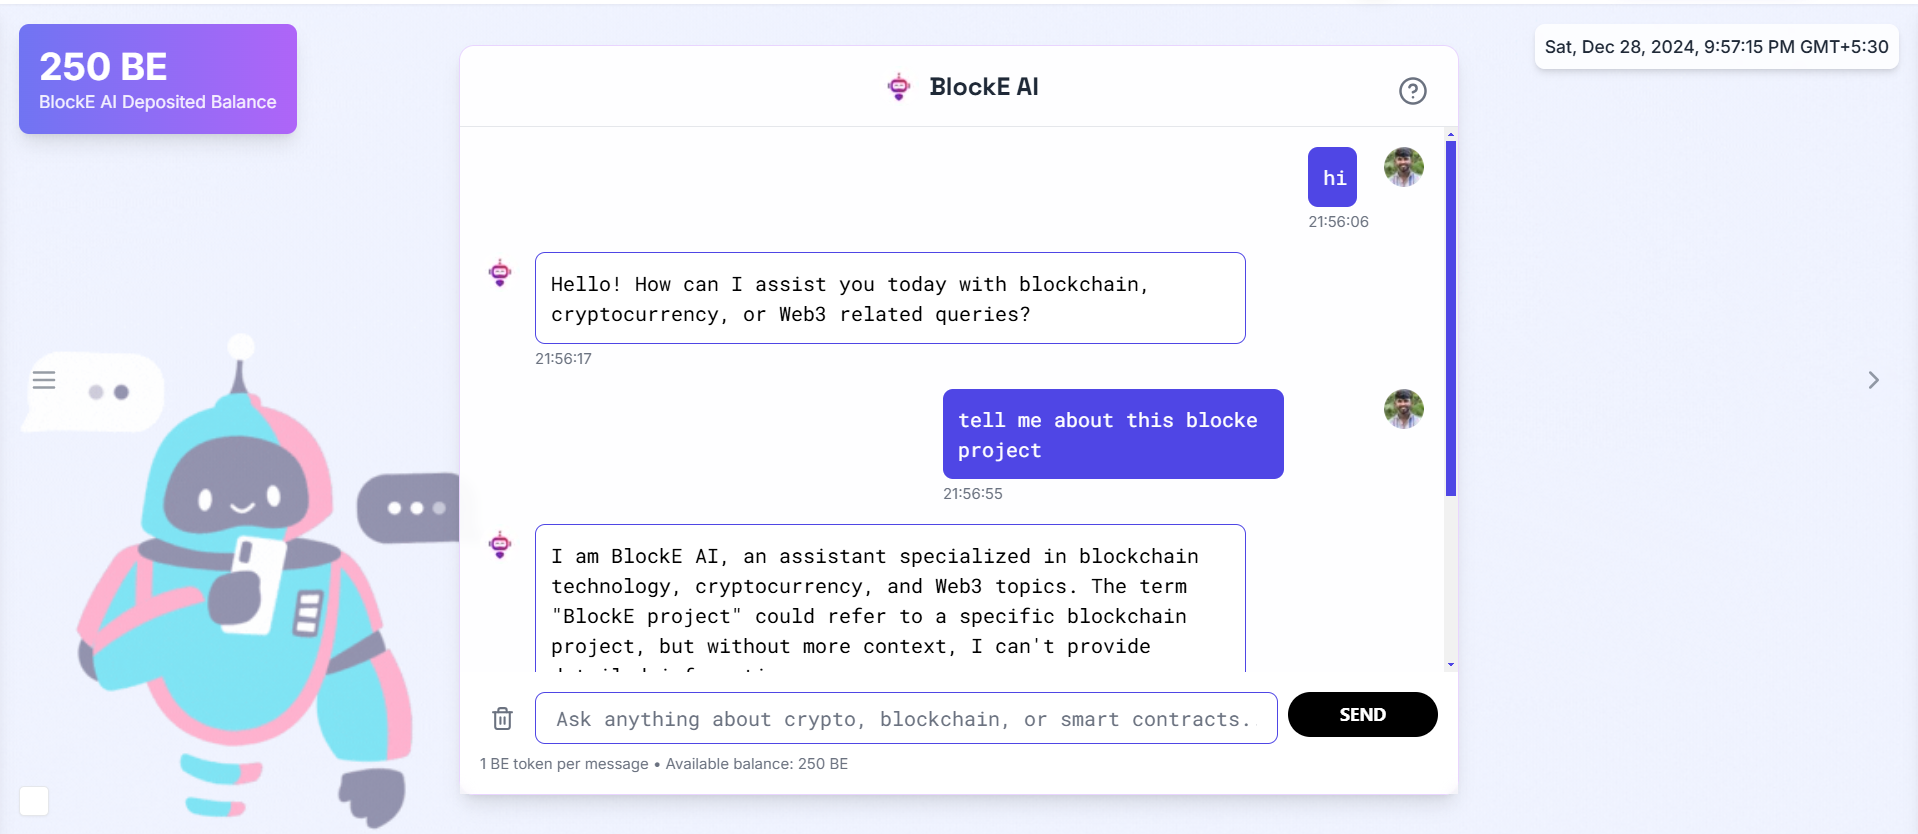 250 BE
BlockE AI Deposited Balance
BlockE AI
Sat, Dec 28, 2024, 9:57:15 PM GMT+5:30
hi
21:56:06
Hello! How can I assist you today with blockchain,
cryptocurrency, or Web3 related queries?
21:56:17
tell me about this blocke
project
21:56:55
I am BlockE AI, an assistant specialized in blockchain
technology, cryptocurrency, and Web3 topics. The term
"BlockE project" could refer to a specific blockchain
project, but without more context, I can't provide
Ask anything about crypto, blockchain, or smart contracts..
SEND
1 BE token per message • Available balance: 250 BE